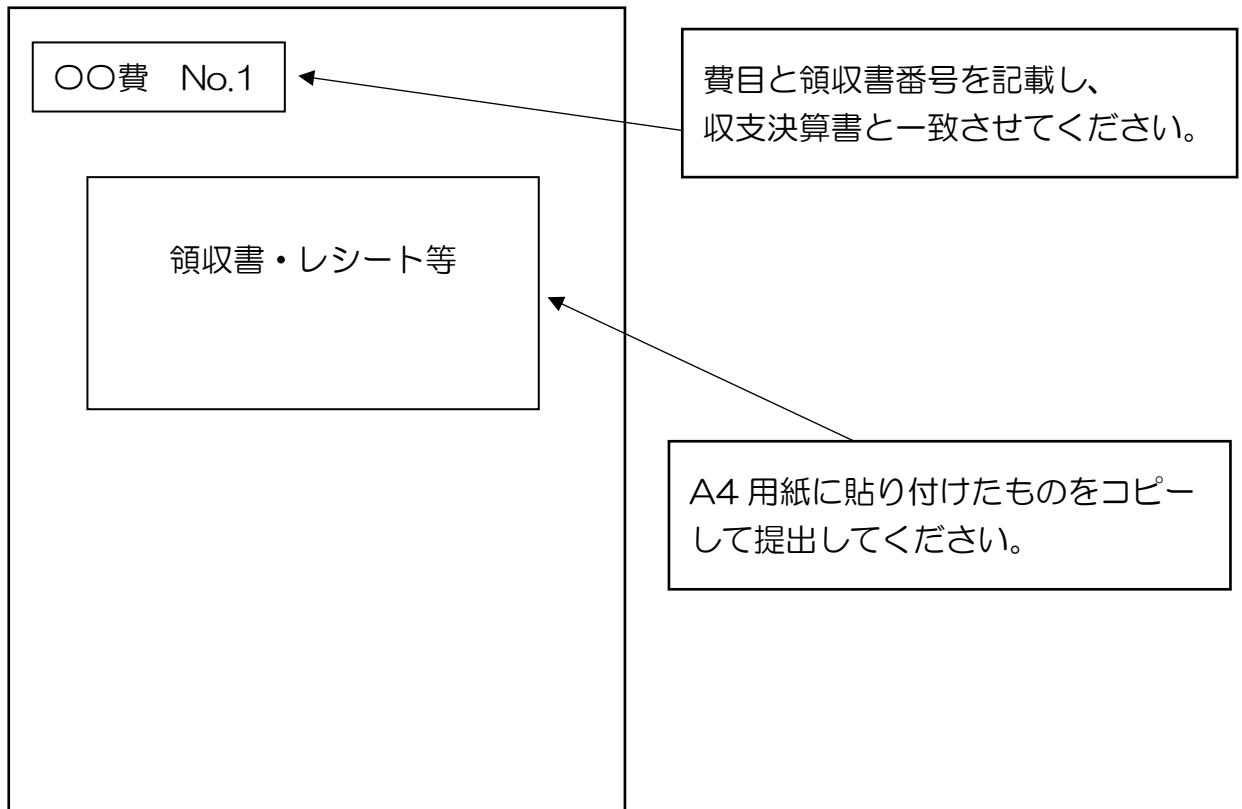 〇〇費　No.1
費目と領収書番号を記載し、
収支決算書と一致させてください。
領収書・レシート等
A4 用紙に貼り付けたものをコピー
して提出してください。